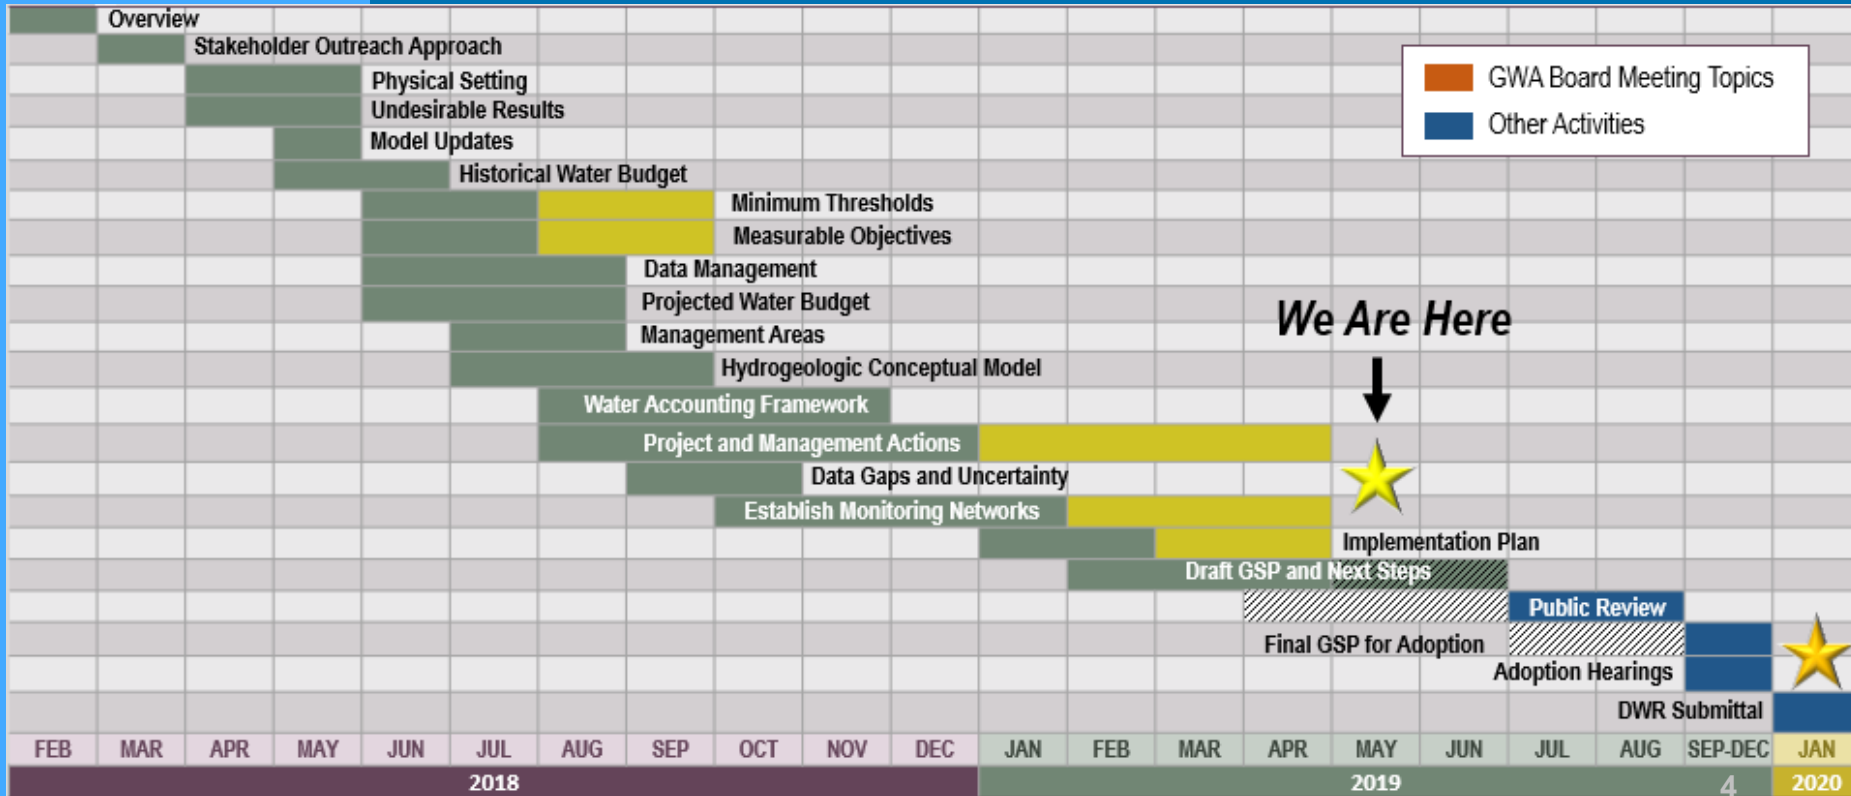 Overview
Stakeholder Outreach Approach
GWA Board Meeting Topics
Other Activities
Physical Setting
Undesirable Results
Model Updates
Historical Water Budget
Minimum Thresholds
Measurable Objectives
Data Management
Projected Water Budget
We Are Here
Management Areas
Hydrogeologic Conceptual Model
Water Accounting Framework
Project and Management Actions
Data Gaps and Uncertainty
Establish Monitoring Networks
Implementation Plan
Draft GSP and Next Steps
Public Review
Final GSP for Adoption
Adoption Hearings
DWR Submittal
FEB MAR APR MAY JUN JUL AUG SEP OCT NOV DEC JAN FEB MAR APR MAY JUN JUL AUG SEP-DEC JAN
2018 2019 4 2020